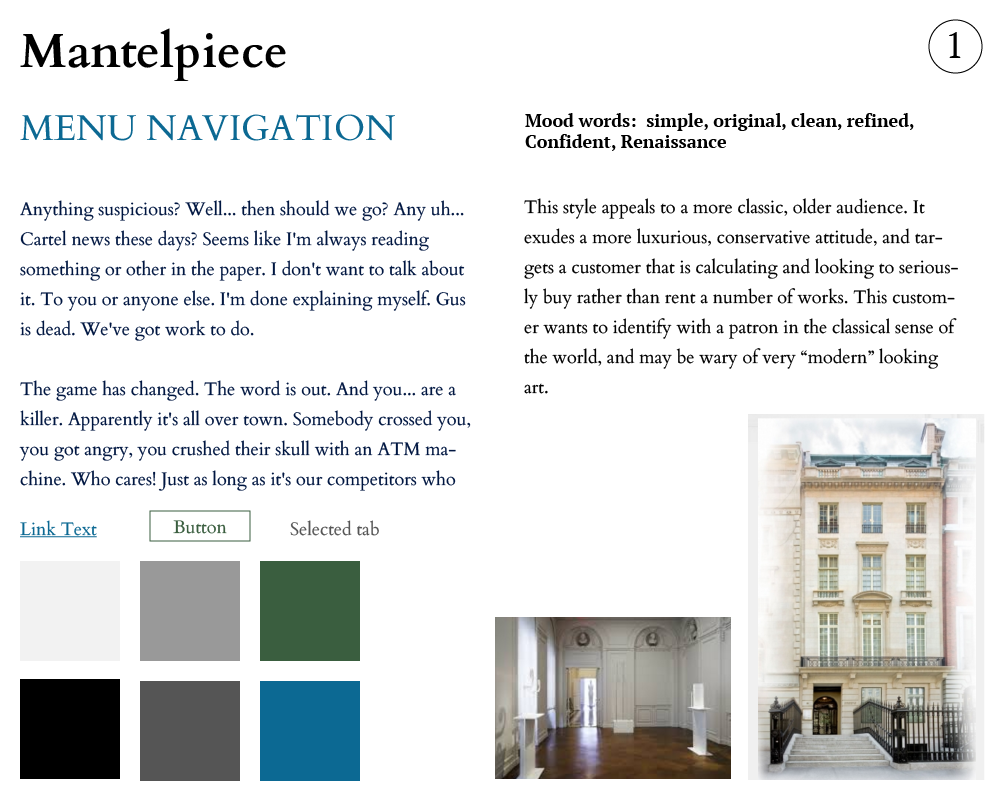 Mantelpiece
1
MENU NAVIGATION
Mood words:  simple, original, clean, refined,
Confident, Renaissance
Anything suspicious? Well... then should we go? Any uh...
Cartel news these days? Seems like I'm always reading
something or other in the paper. I don't want to talk about
it. To you or anyone else. I'm done explaining myself. Gus
is dead. We've got work to do.
The game has changed. The word is out. And you... are a
killer. Apparently it's all over town. Somebody crossed you,
you got angry, you crushed their skull with an ATM ma-
chine. Who cares! Just as long as it's our competitors who
This style appeals to a more classic, older audience. It
exudes a more luxurious, conservative attitude, and tar-
gets a customer that is calculating and looking to serious-
ly buy rather than rent a number of works. This custom-
er wants to identify with a patron in the classical sense of
the world, and may be wary of very “modern” looking
art.
Link Text
Button
Selected tab